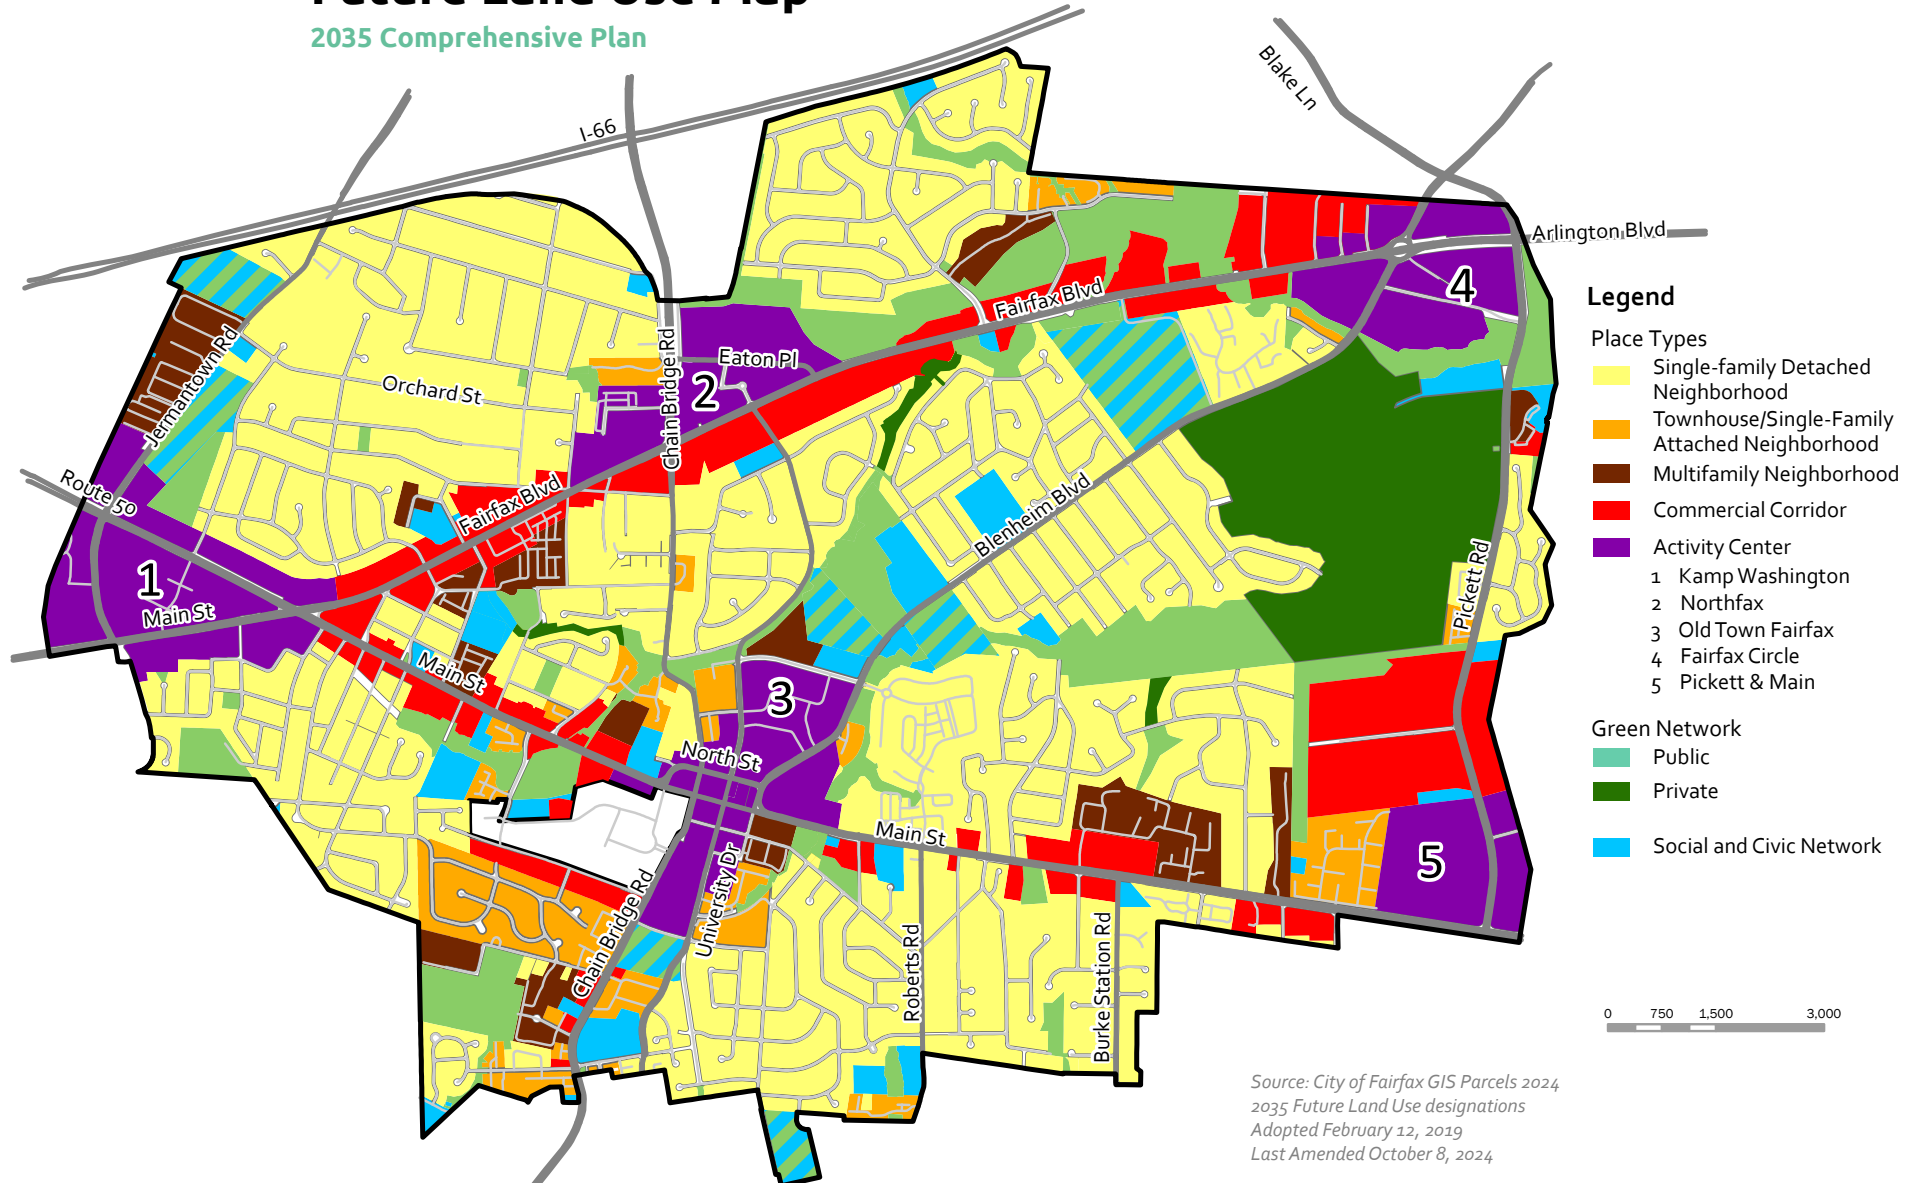 Future Land Use Map
2035 Comprehensive Plan
I-66
Blake Ln
Arlington Blvd
Fairfax Blvd
4
Jermantown Rd
Orchard St
Chain Bridge Rd
Eaton Pl
2
Route 50
Fairfax Blvd
Blenheim Blvd
Pickett Rd
1
Main St
Main St
3
North St
Main St
5
University Dr
Chain Bridge Rd
Roberts Rd
Burke Station Rd
Legend
Place Types
Single-family Detached
Neighborhood
Townhouse/Single-Family
Attached Neighborhood
Multifamily Neighborhood
Commercial Corridor
Activity Center
1 Kamp Washington
2 Northfax
3 Old Town Fairfax
4 Fairfax Circle
5 Pickett & Main
Green Network
Public
Private
Social and Civic Network
0 750 1,500 3,000
Source: City of Fairfax GIS Parcels 2024
2035 Future Land Use designations
Adopted February 12, 2019
Last Amended October 8, 2024